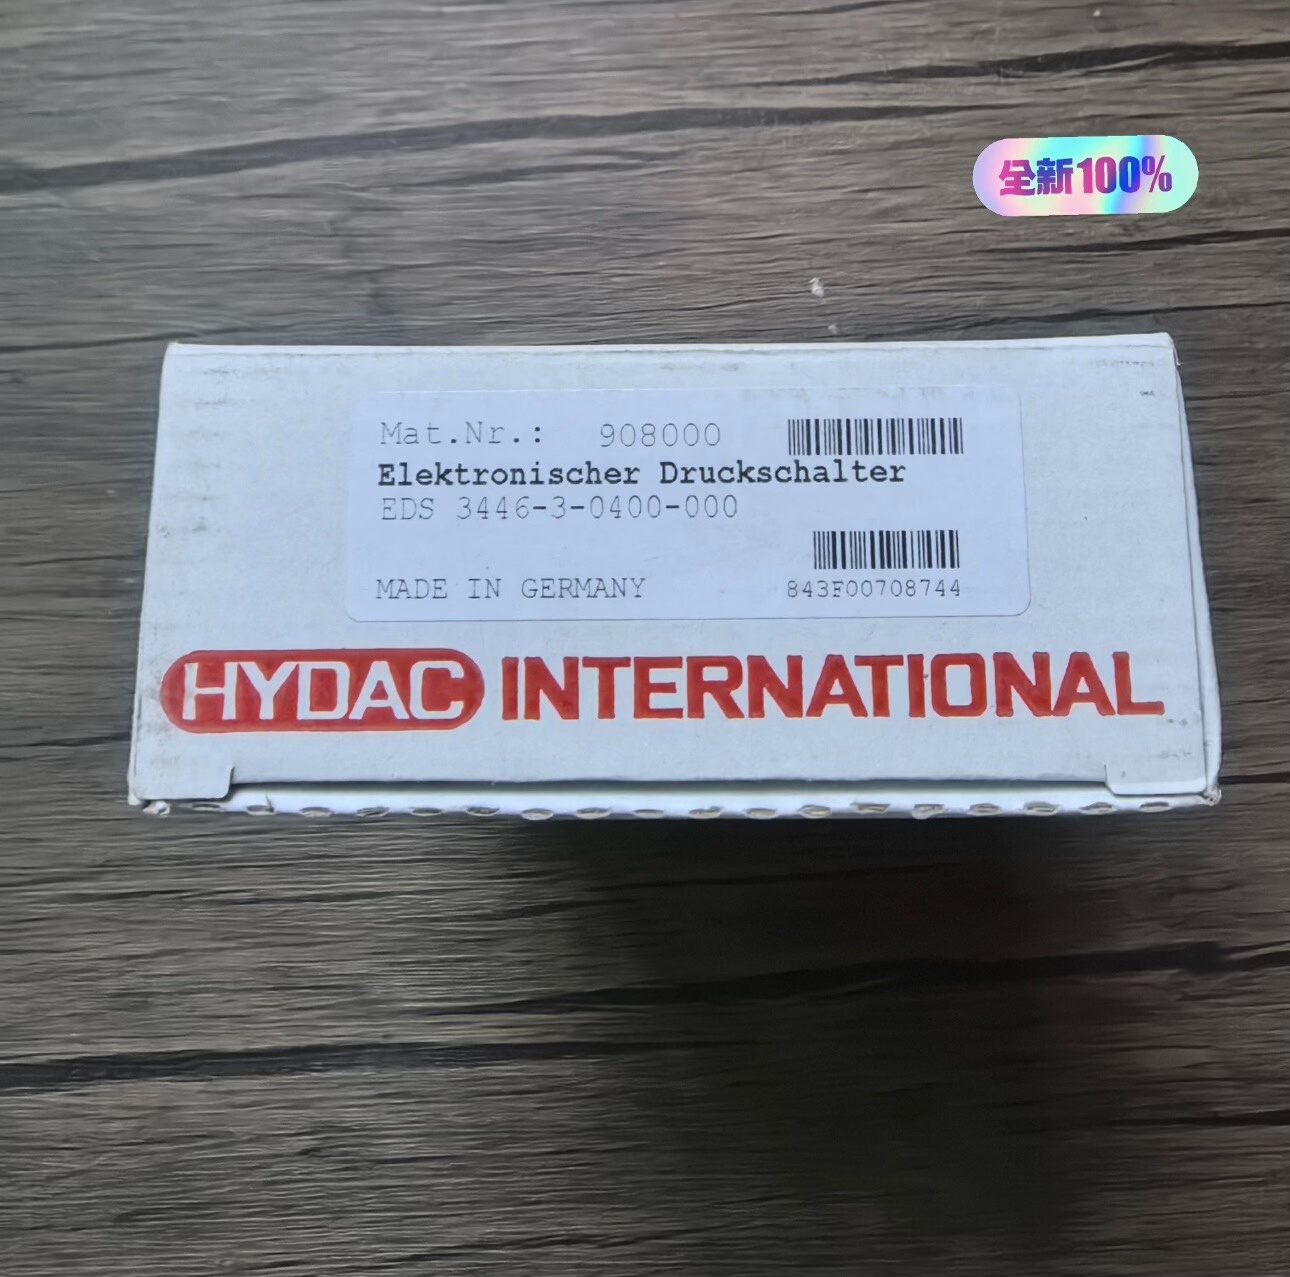 全新100%
Mat.Nr.: 908000
Elektronischer Druckschalter
EDS 3446-3-0400-000
MADE IN GERMANY 843F00708744
HYDAC INTERNATIONAL